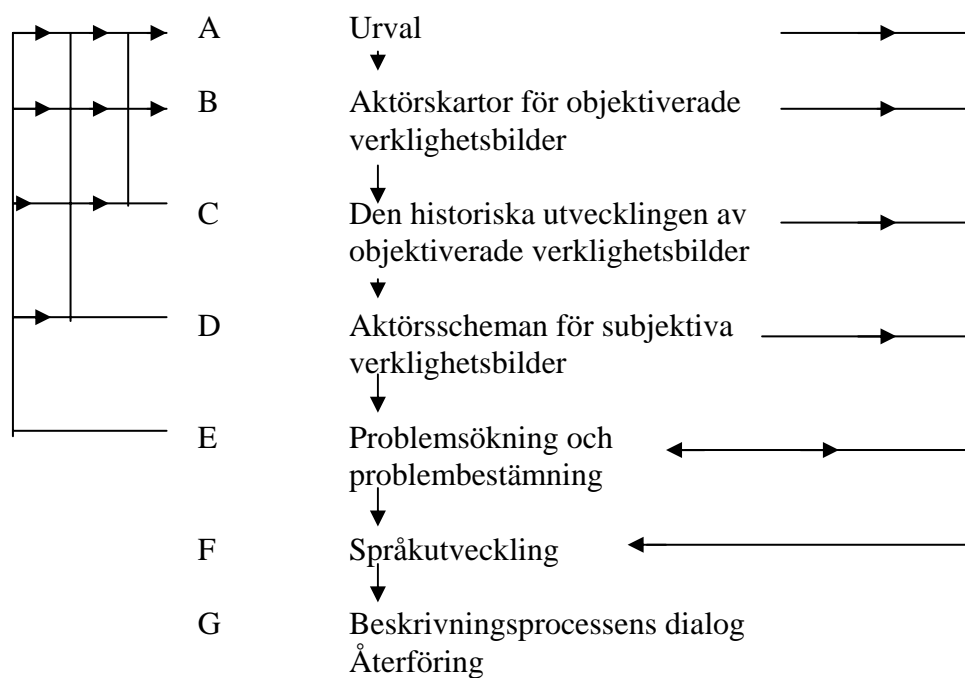 A Urval
B Aktörskartor för objektiverade
verklighetsbilder
C Den historiska utvecklingen av
objektiverade verklighetsbilder
D Aktörsscheman för subjektiva
verklighetsbilder
E Problemsökning och
problembestämning
F Språkutveckling
G Beskrivningsprocessens dialog
Återföring